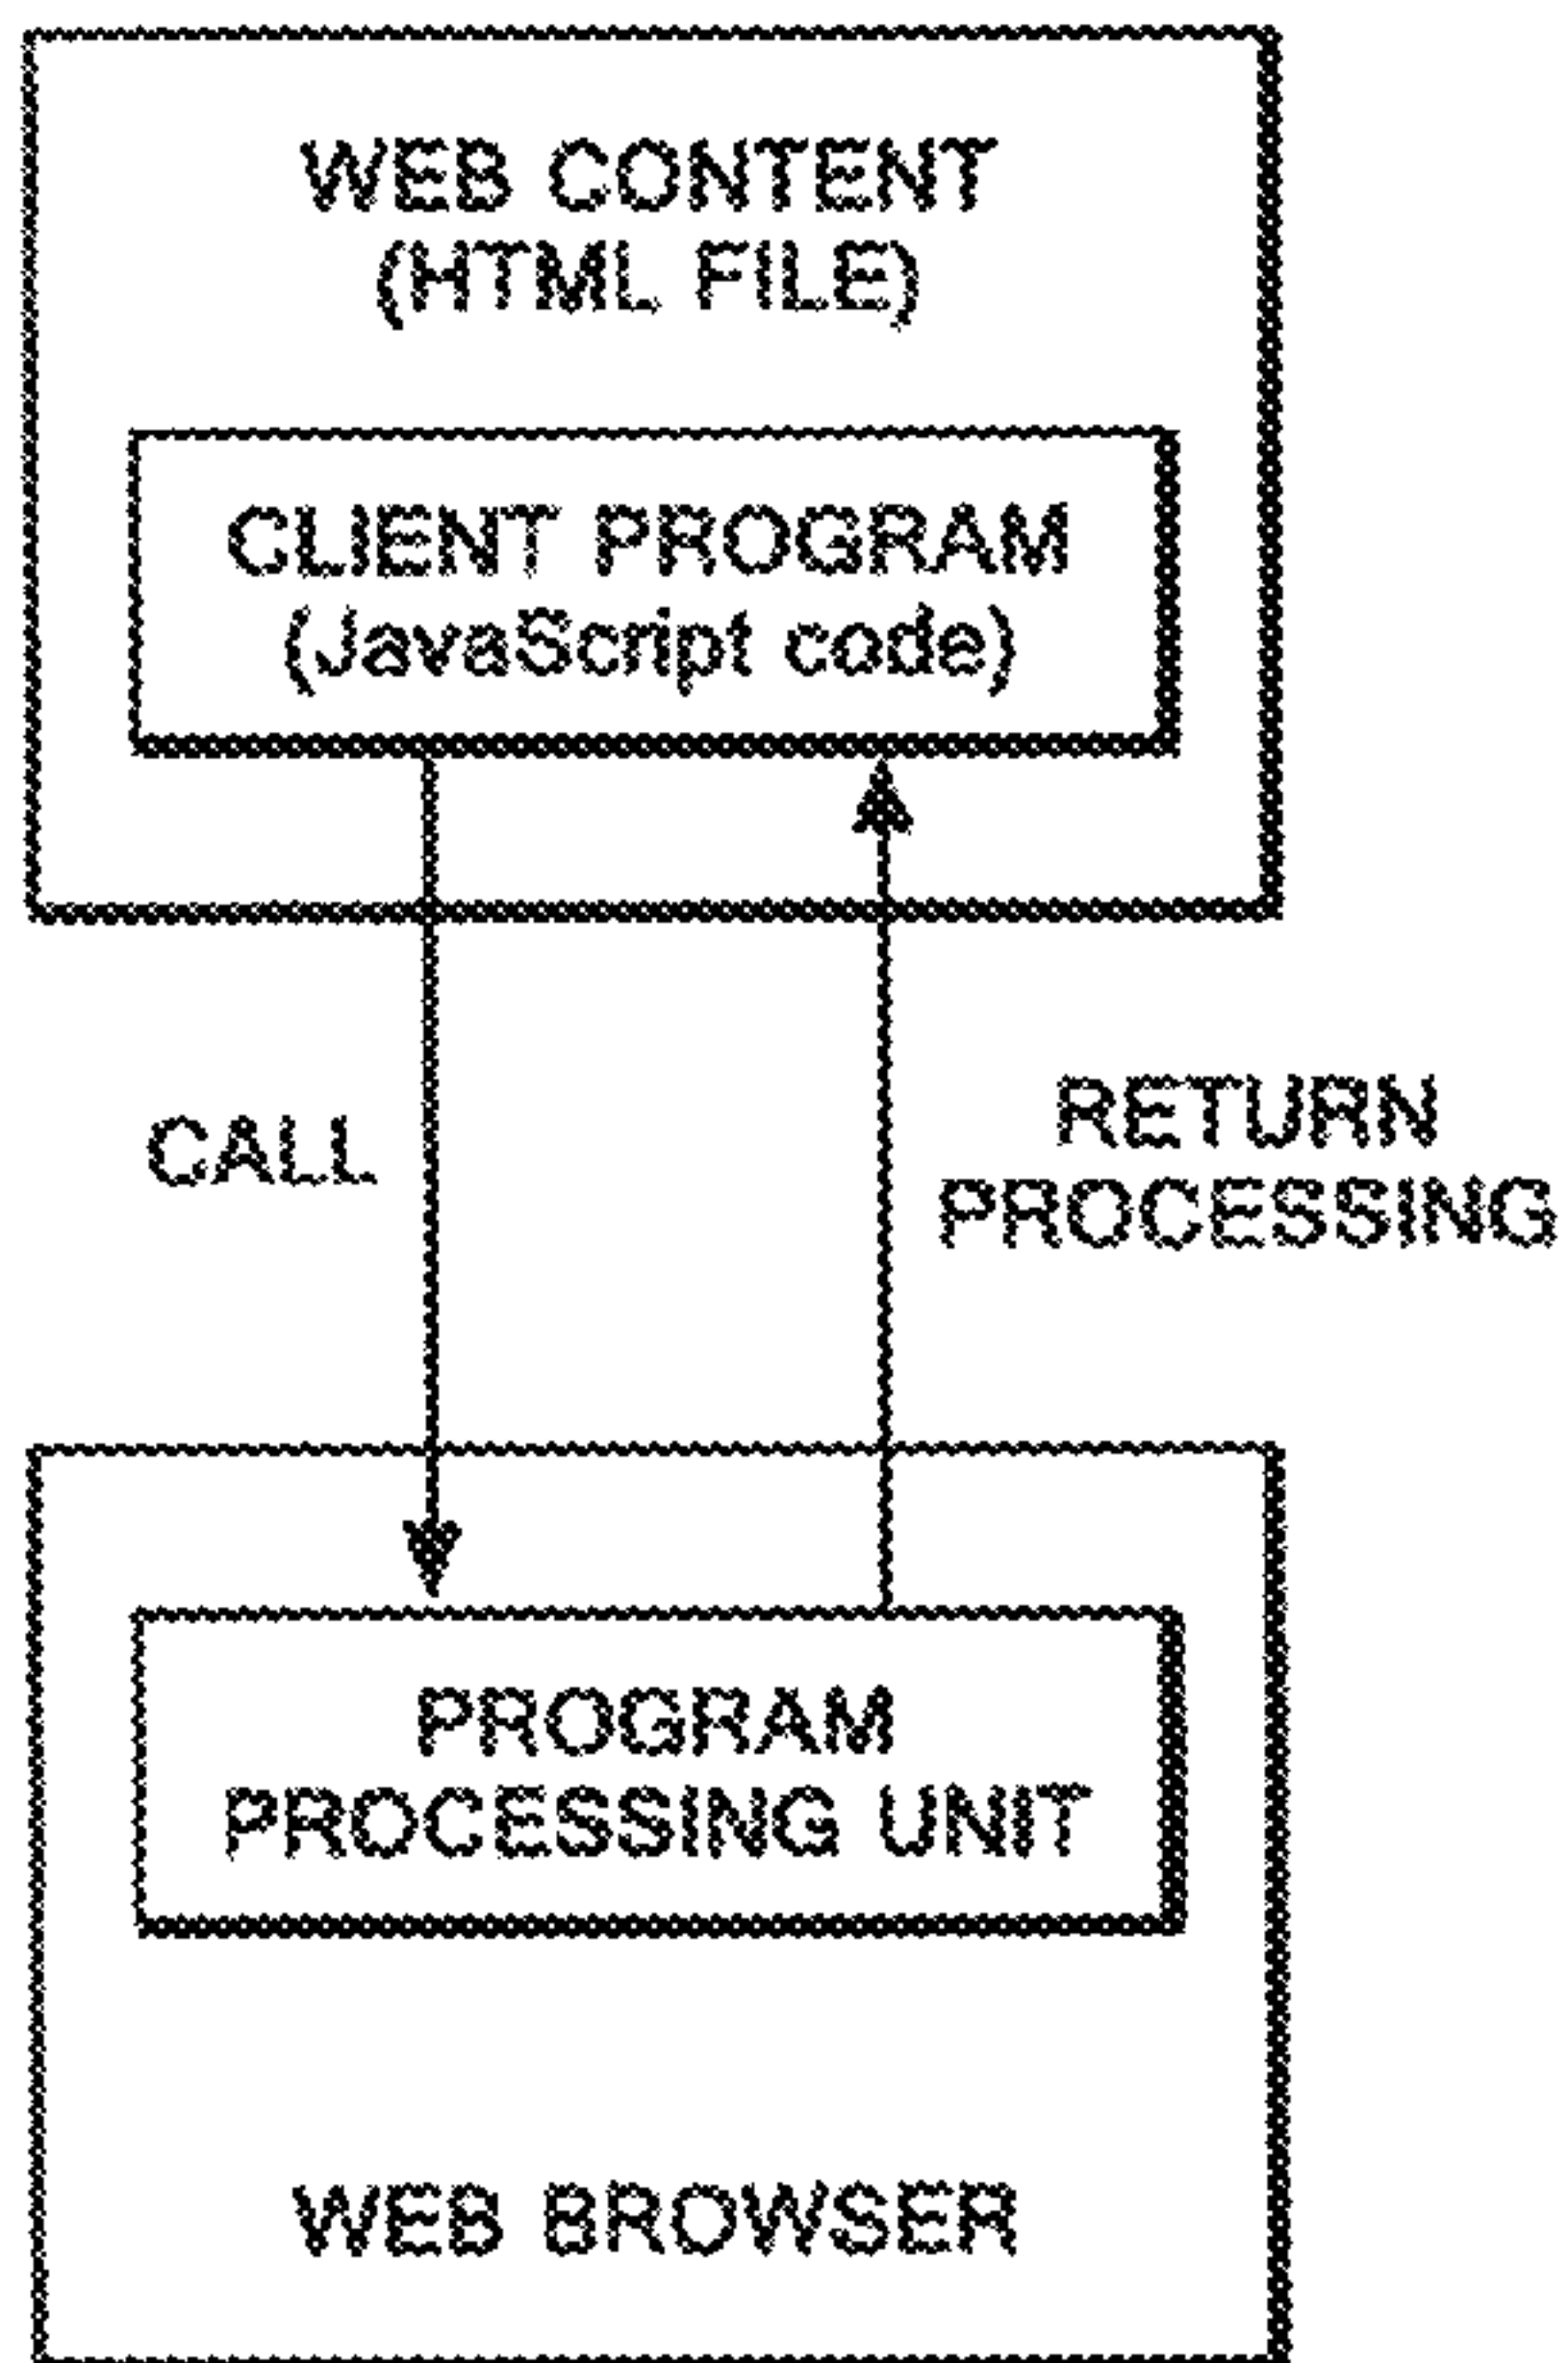 WEB CONTENT
(HTML FILE)
CLIENT PROGRAM
(JavaScript code)
CALL
RETURN
PROCESSING
PROGRAM
PROCESSING UNIT
WEB BROWSER